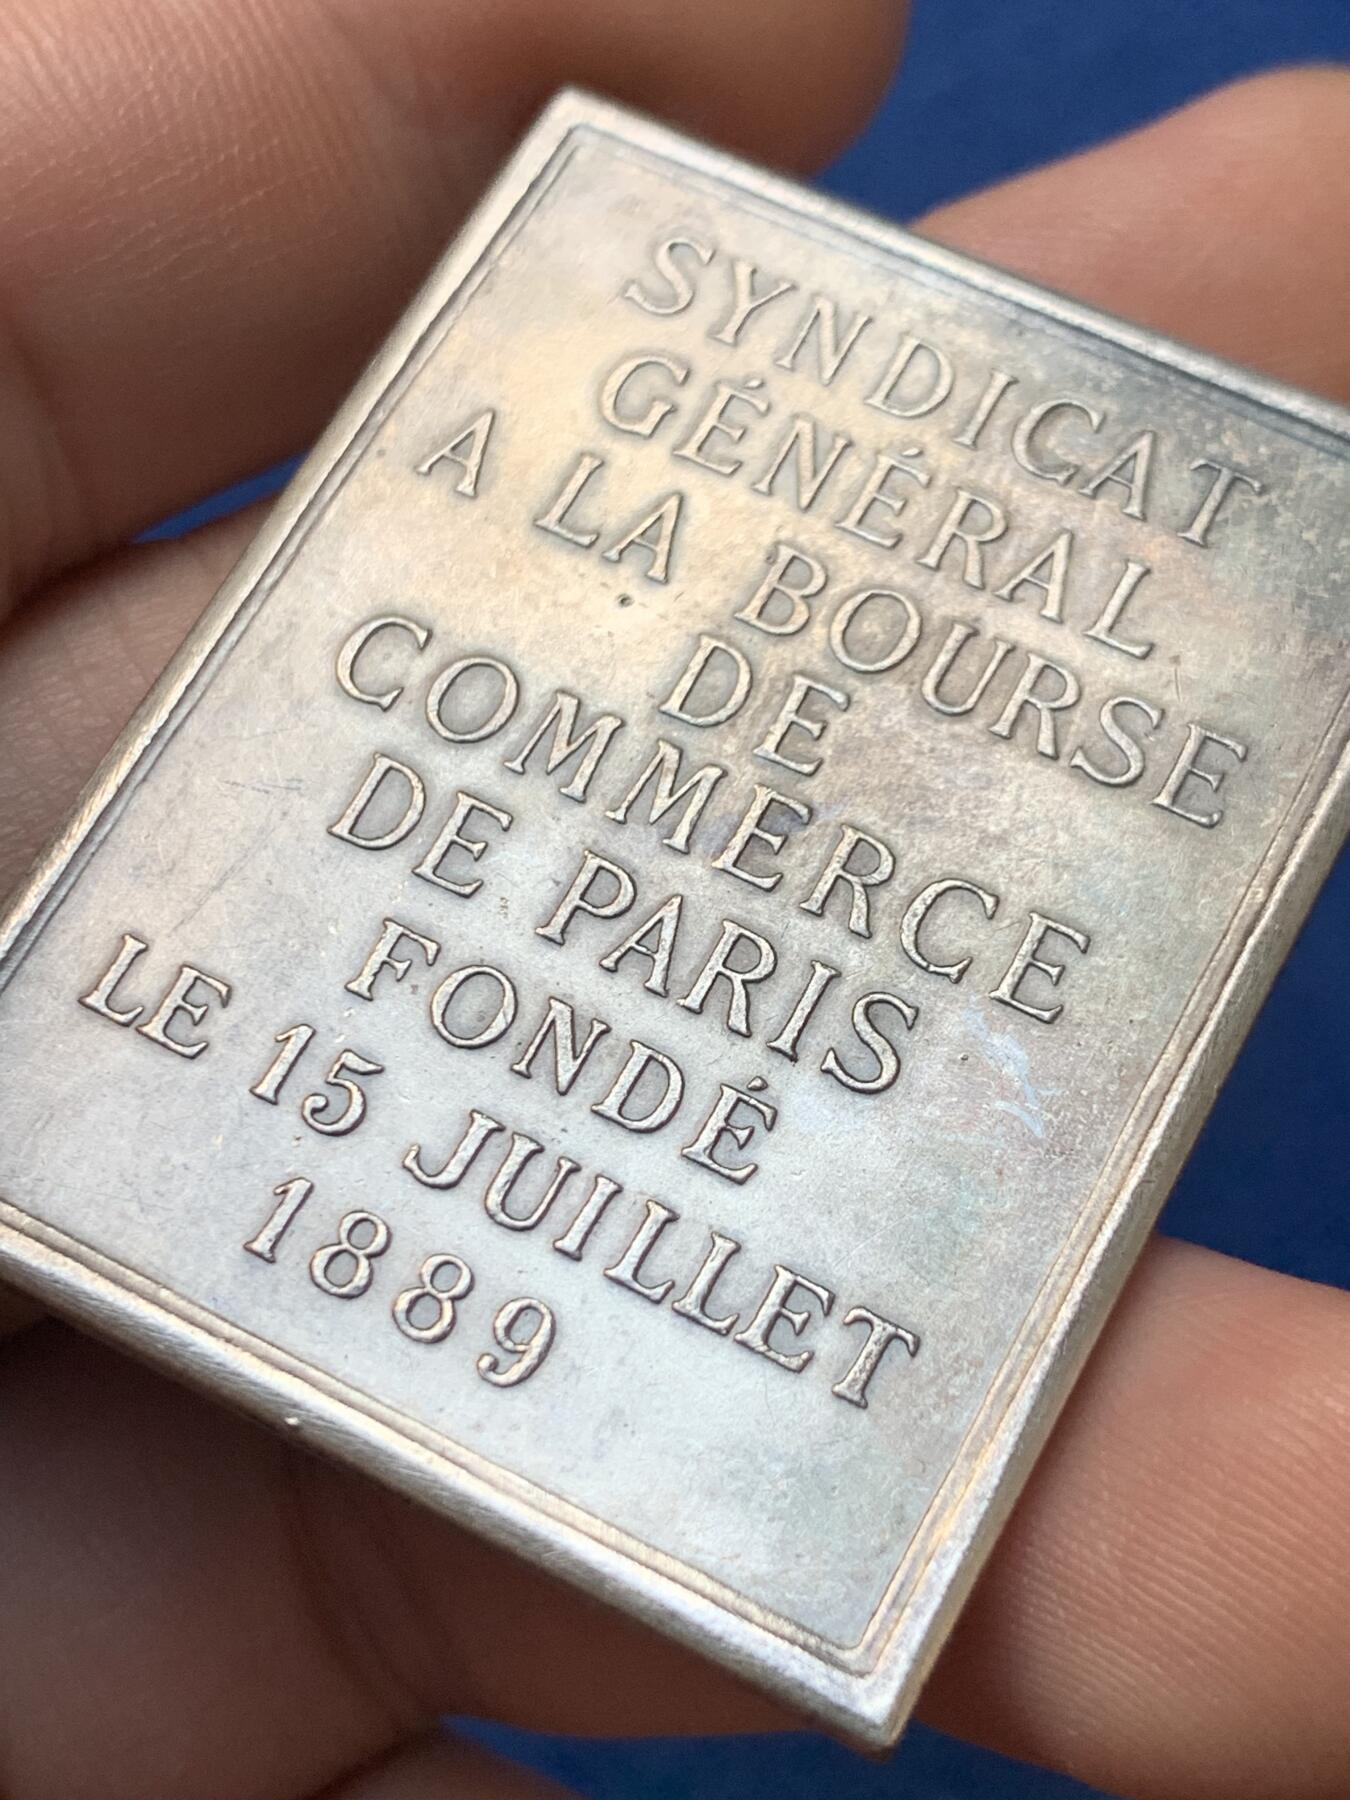 SYNDICAT
GÉNÉRAL
A LA BOURSE
DE
COMMERCE
DE PARIS
FONDÉ
LE 15 JUILLET
1889